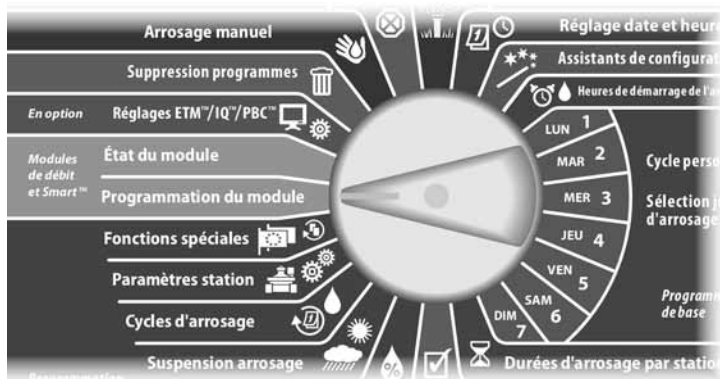 Arrosage manuel
Suppression programmes
En option
Réglages ETM™/IQ™/PBC™
Modules
de débit
et Smart™
État du module
Programmation du module
Fonctions spéciales
Paramètres station
Cycles d'arrosage
Suspension arrosage
Programmation
%
1
Réglage date et heure
Assistants de configurat
Heures de démarrage de l'a
LUN 1
MAR 2
MER 3
JEU 4
VEN 5
SAM 6
DIM 7
Cycle perso
Sélection j
d'arrosage
Programm
de base
Durées d'arrosage par statio